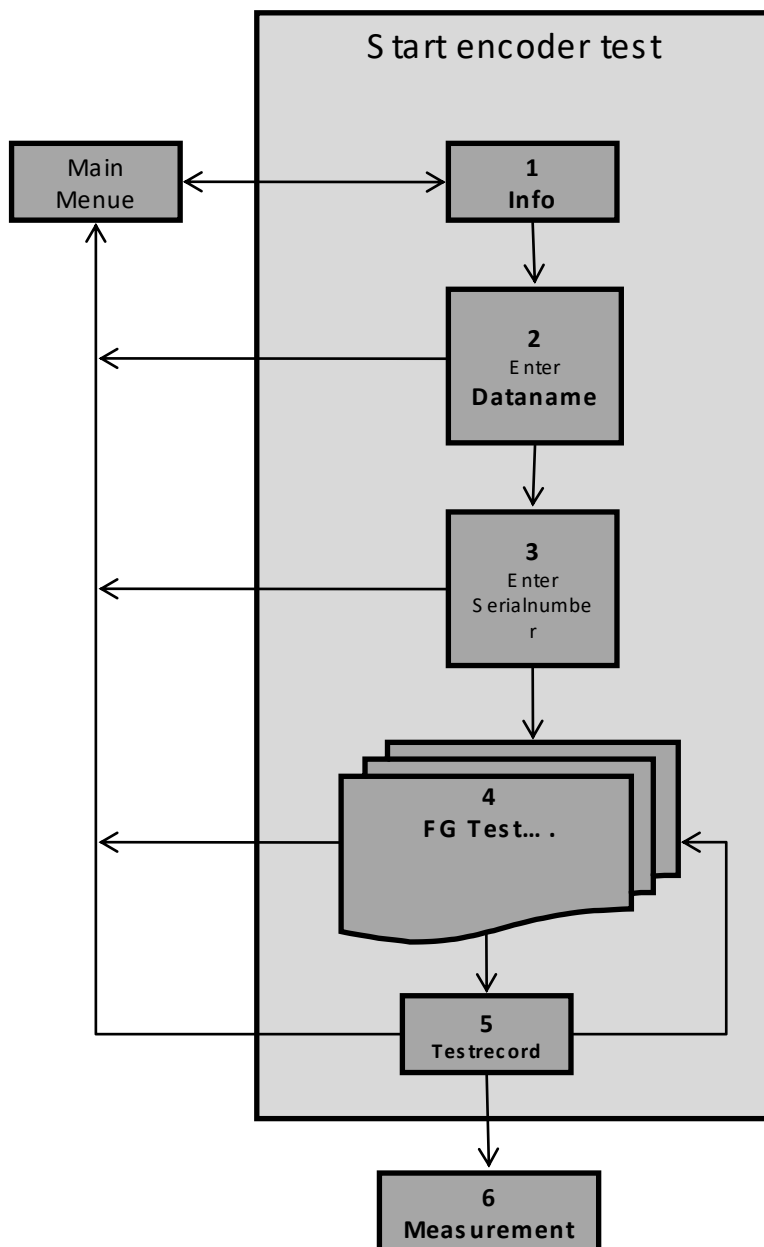 Start encoder test
Main
Menue
1
Info
2
Enter
Dataname
3
Enter
Serialnumbe
r
4
FG Test... .
5
Testrecord
6
Measurement